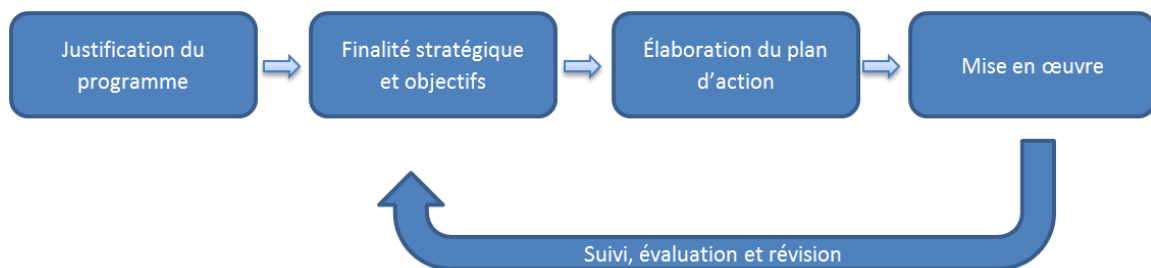 Justification du
programme
Finalité stratégique
et objectifs
Élaboration du plan
d’action
Mise en œuvre
Suivi, évaluation et révision